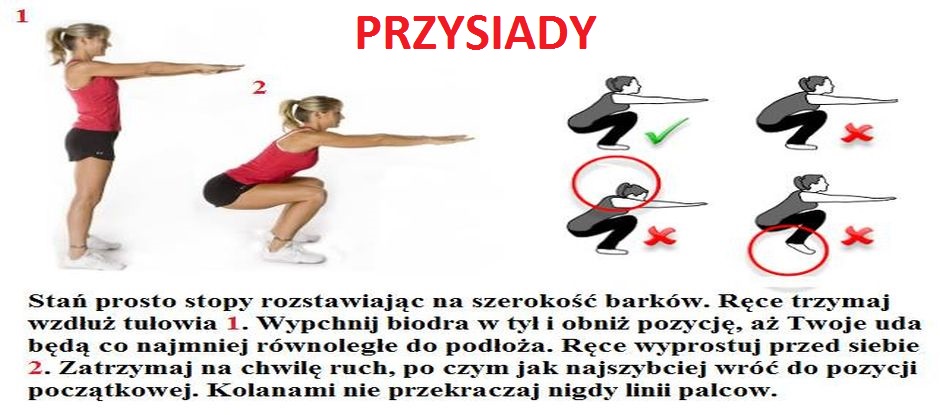 PRZYSIADY
1
2
Stań prosto stopy rozstawiając na szerokość barków. Ręce trzymaj
wzdłuż tułowia 1. Wypchnij biodra w tył i obniż pozycję, aż Twoje uda
będą co najmniej równoległe do podłoża. Ręce wyprostuj przed siebie
2. Zatrzymaj na chwilę ruch, po czym jak najszybciej wróć do pozycji
początkowej. Kolanami nie przekraczaj nigdy linii palcow.